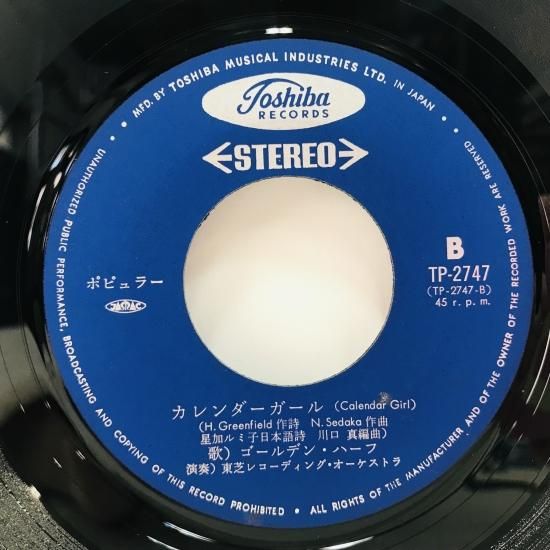 • MFD. BY TOSHIBA MUSICAL INDUSTRIES LTD. IN JAPAN •
Toshiba
RECORDS
STEREO
B
TP-2747
(TP-2747-B)
45 r.p.m.
ポピュラー
JASRAC
カレンダーガール (Calendar Girl)
(H. Greenfield 作詩 N. Sedaka 作曲
星加ルミ子日本語詩 川口 真編曲)
歌) ゴールデン・ハーフ
演奏) 東芝レコーディング・オーケストラ
• UNAUTHORIZED PUBLIC PERFORMANCE, BROADCASTING AND COPYING OF THIS RECORD PROHIBITED • ALL RIGHTS OF THE MANUFACTURER AND OF THE OWNER OF THE RECORDED WORK ARE RESERVED